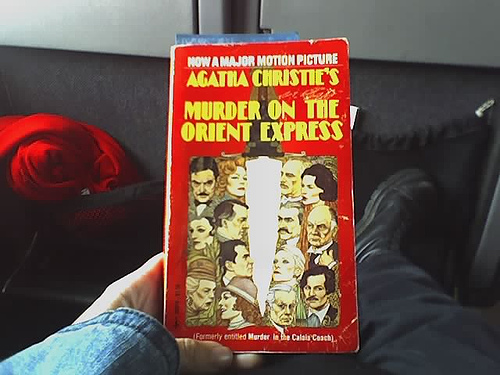 NOW A MAJOR MOTION PICTURE
AGATHA CHRISTIE'S
MURDER ON THE
ORIENT EXPRESS
(Formerly entitled Murder in the Calais Coach)